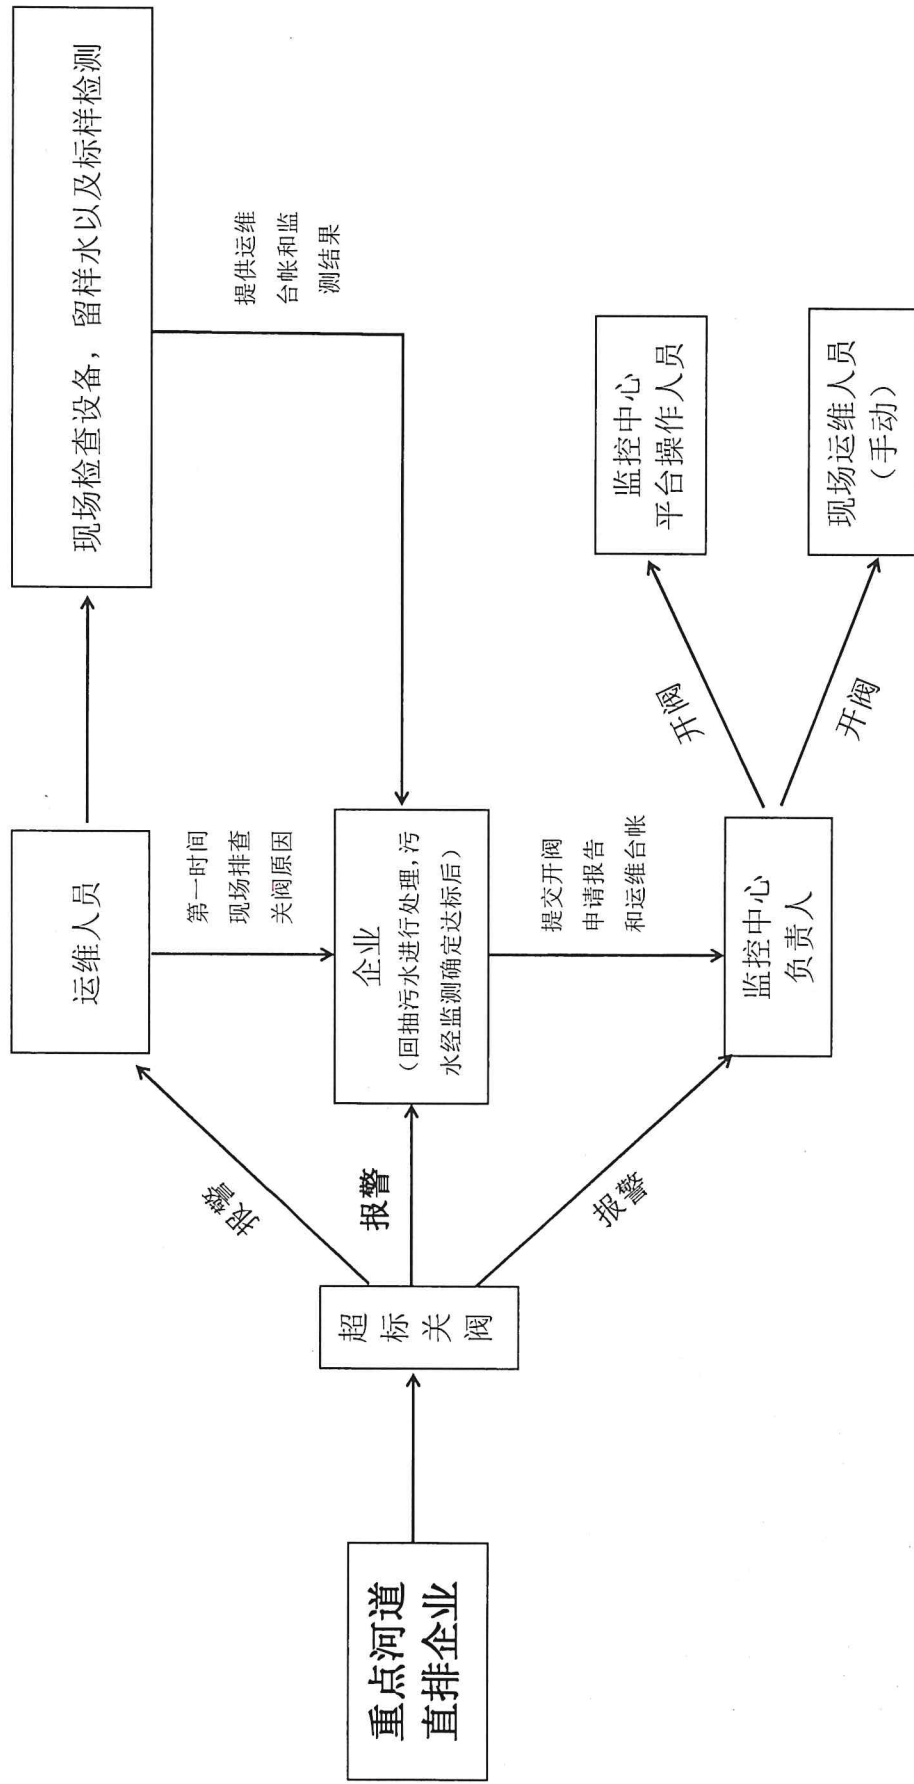 重点河道
直排企业
超
标
关
阀
报警
报警
报警
运维人员
第一时间
现场排查
关阀原因
企业
（回抽污水进行处理，污
水经监测确定达标后）
提交开阀
申请报告
和运维台帐
监控中心
负责人
现场检查设备，留样水以及标样检测
提供运维
台帐和监
测结果
开阀
开阀
监控中心
平台操作人员
现场运维人员
（手动）